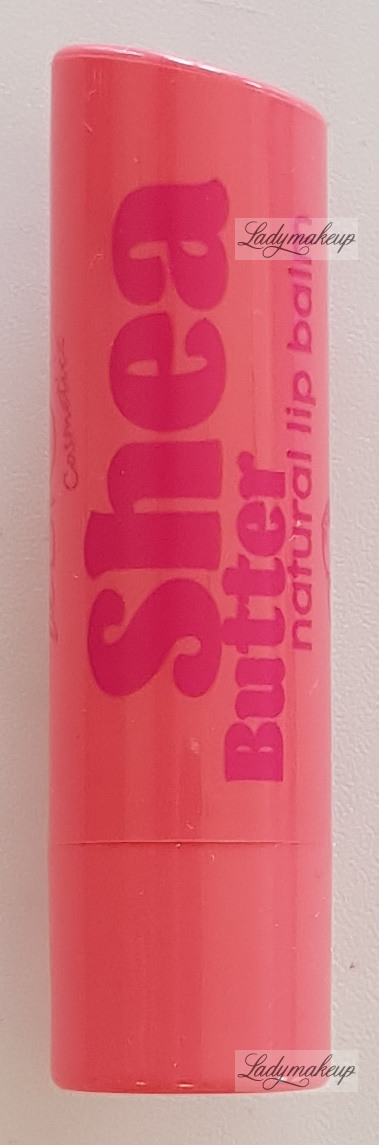 Cosmetics
Shea
Butter
natural lip balm
Ladymakeup
Ladymakeup